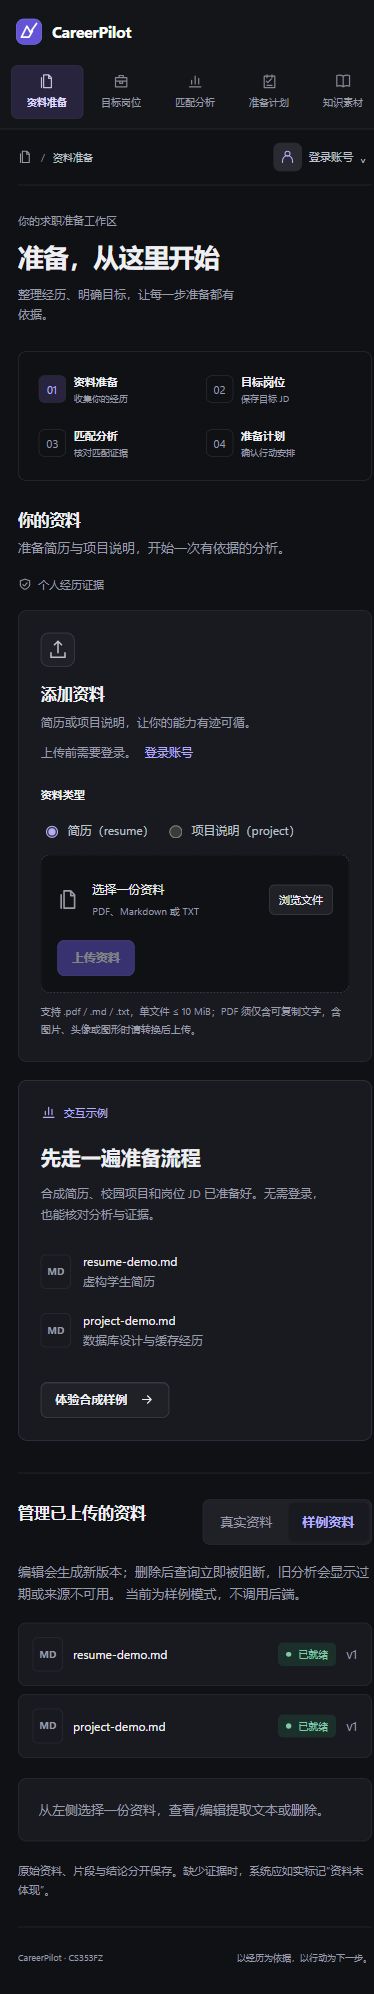 CareerPilot
资料准备 目标岗位 匹配分析 准备计划 知识素材
/ 资料准备 登录账号
你的求职准备工作区
准备，从这里开始
整理经历、明确目标，让每一步准备都有
依据。
01 资料准备
收集你的经历
02 目标岗位
保存目标 JD
03 匹配分析
核对匹配证据
04 准备计划
确认行动安排
你的资料
准备简历与项目说明，开始一次有依据的分析。
个人经历证据
添加资料
简历或项目说明，让你的能力有迹可循。
上传前需要登录。 登录账号
资料类型
简历（resume） 项目说明（project）
选择一份资料
PDF、Markdown 或 TXT
浏览文件
上传资料
支持 .pdf / .md / .txt，单文件 ≤ 10 MiB；PDF 须仅含可复制文字，含
图片、头像或图形时请转换后上传。
交互示例
先走一遍准备流程
合成简历、校园项目和岗位 JD 已准备好。无需登录，
也能核对分析与证据。
MD resume-demo.md
虚构学生简历
MD project-demo.md
数据库设计与缓存经历
体验合成样例 →
管理已上传的资料 真实资料 样例资料
编辑会生成新版本；删除后查询立即被阻断，旧分析会显示过
期或来源不可用。 当前为样例模式，不调用后端。
MD resume-demo.md 已就绪 v1
MD project-demo.md 已就绪 v1
从左侧选择一份资料，查看/编辑提取文本或删除。
原始资料、片段与结论分开保存。缺少证据时，系统应如实标记“资料未
体现”。
CareerPilot · CS353FZ 以经历为依据，以行动为下一步。